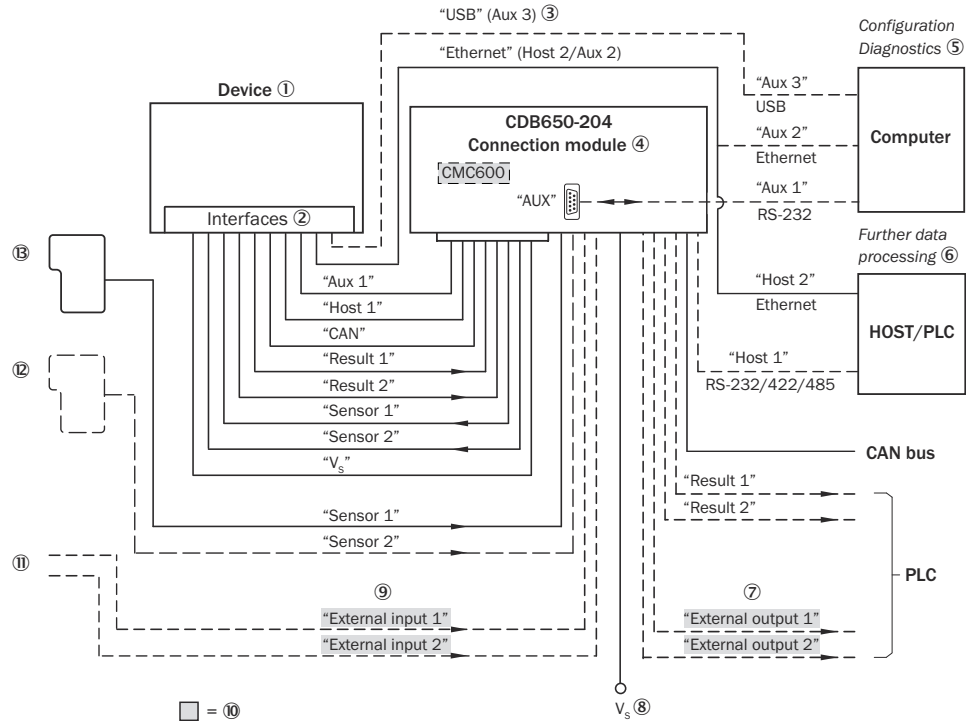 “USB” (Aux 3) ③
Configuration
Diagnostics ⑤
“Ethernet” (Host 2/Aux 2)
Device ①
“Aux 3”
USB
CDB650-204
Connection module ④
“Aux 2”
Ethernet
Computer
CMC600
“AUX”
“Aux 1”
RS-232
Interfaces ②
Further data
processing ⑥
⑬
“Aux 1”
“Host 2”
Ethernet
“Host 1”
“CAN”
HOST/PLC
“Result 1”
“Host 1”
RS-232/422/485
⑫
“Result 2”
“Sensor 1”
“Sensor 2”
CAN bus
“Vs”
“Result 1”
“Result 2”
“Sensor 1”
“Sensor 2”
⑪
PLC
⑨
⑦
“External input 1”
“External output 1”
“External input 2”
“External output 2”
= ⑩
Vs ⑧